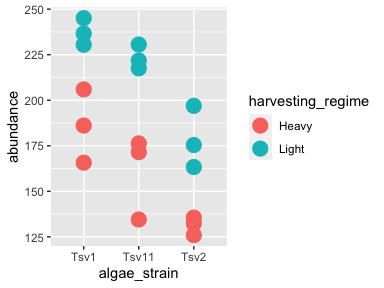 250
225
200
175
150
125
abundance
Tsv1 Tsv11 Tsv2
algae_strain
harvesting_regime
Heavy
Light